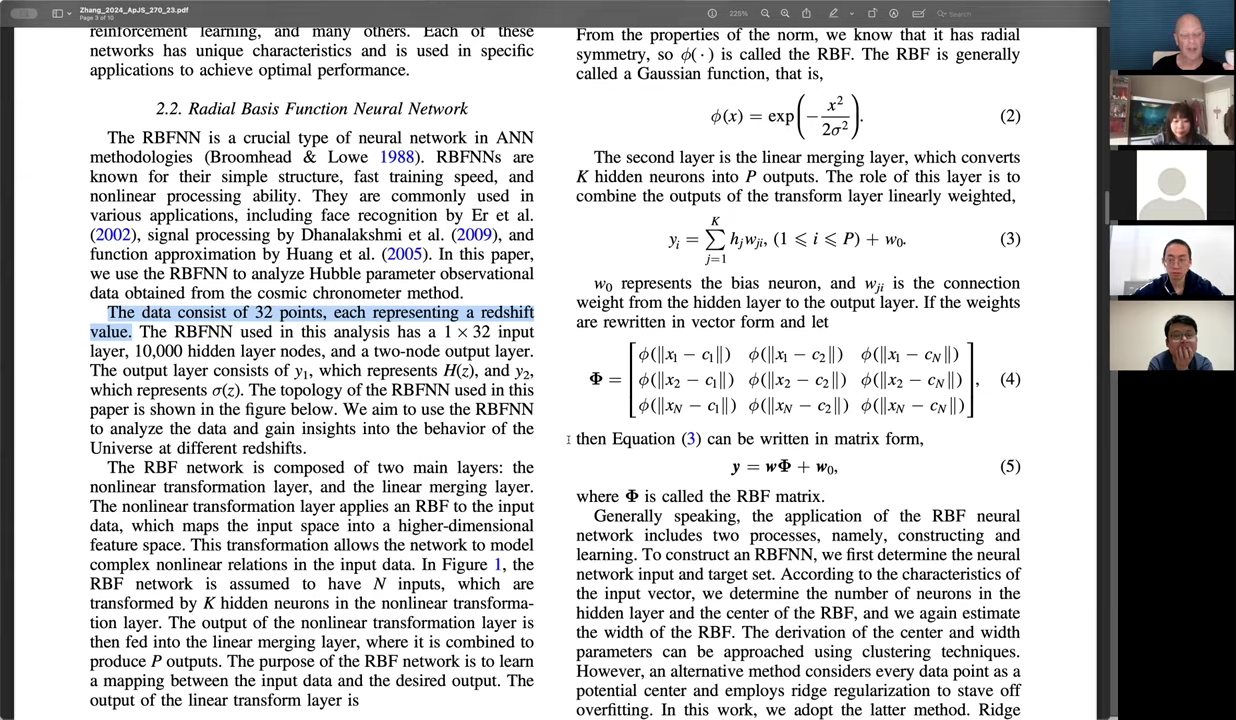 Zhang_2024_ApJS_270_23.pdf
Page 3 of 10
225%
Search
reinforcement learning, and many others. Each of these
networks has unique characteristics and is used in specific
applications to achieve optimal performance.
2.2. Radial Basis Function Neural Network
The RBFNN is a crucial type of neural network in ANN
methodologies (Broomhead & Lowe 1988). RBFNNs are
known for their simple structure, fast training speed, and
nonlinear processing ability. They are commonly used in
various applications, including face recognition by Er et al.
(2002), signal processing by Dhanalakshmi et al. (2009), and
function approximation by Huang et al. (2005). In this paper,
we use the RBFNN to analyze Hubble parameter observational
data obtained from the cosmic chronometer method.
The data consist of 32 points, each representing a redshift
value. The RBFNN used in this analysis has a 1 × 32 input
layer, 10,000 hidden layer nodes, and a two-node output layer.
The output layer consists of y₁, which represents H(z), and y₂,
which represents σ(z). The topology of the RBFNN used in this
paper is shown in the figure below. We aim to use the RBFNN
to analyze the data and gain insights into the behavior of the
Universe at different redshifts.
The RBF network is composed of two main layers: the
nonlinear transformation layer, and the linear merging layer.
The nonlinear transformation layer applies an RBF to the input
data, which maps the input space into a higher-dimensional
feature space. This transformation allows the network to model
complex nonlinear relations in the input data. In Figure 1, the
RBF network is assumed to have N inputs, which are
transformed by K hidden neurons in the nonlinear transforma-
tion layer. The output of the nonlinear transformation layer is
then fed into the linear merging layer, where it is combined to
produce P outputs. The purpose of the RBF network is to learn
a mapping between the input data and the desired output. The
output of the linear transform layer is
From the properties of the norm, we know that it has radial
symmetry, so ϕ(·) is called the RBF. The RBF is generally
called a Gaussian function, that is,
ϕ(x) = exp(−x²/2σ²). (2)
The second layer is the linear merging layer, which converts
K hidden neurons into P outputs. The role of this layer is to
combine the outputs of the transform layer linearly weighted,
yᵢ = ∑ⱼ₌₁ᴷ hⱼwⱼᵢ, (1 ⩽ i ⩽ P) + w₀. (3)
w₀ represents the bias neuron, and wⱼᵢ is the connection
weight from the hidden layer to the output layer. If the weights
are rewritten in vector form and let
ϕ(‖x₁ − c₁‖) ϕ(‖x₁ − c₂‖) ϕ(‖x₁ − c_N‖)
Φ = ϕ(‖x₂ − c₁‖) ϕ(‖x₂ − c₂‖) ϕ(‖x₂ − c_N‖) , (4)
ϕ(‖x_N − c₁‖) ϕ(‖x_N − c₂‖) ϕ(‖x_N − c_N‖)
then Equation (3) can be written in matrix form,
y = wΦ + w₀, (5)
where Φ is called the RBF matrix.
Generally speaking, the application of the RBF neural
network includes two processes, namely, constructing and
learning. To construct an RBFNN, we first determine the neural
network input and target set. According to the characteristics of
the input vector, we determine the number of neurons in the
hidden layer and the center of the RBF, and we again estimate
the width of the RBF. The derivation of the center and width
parameters can be approached using clustering techniques.
However, an alternative method considers every data point as a
potential center and employs ridge regularization to stave off
overfitting. In this work, we adopt the latter method. Ridge